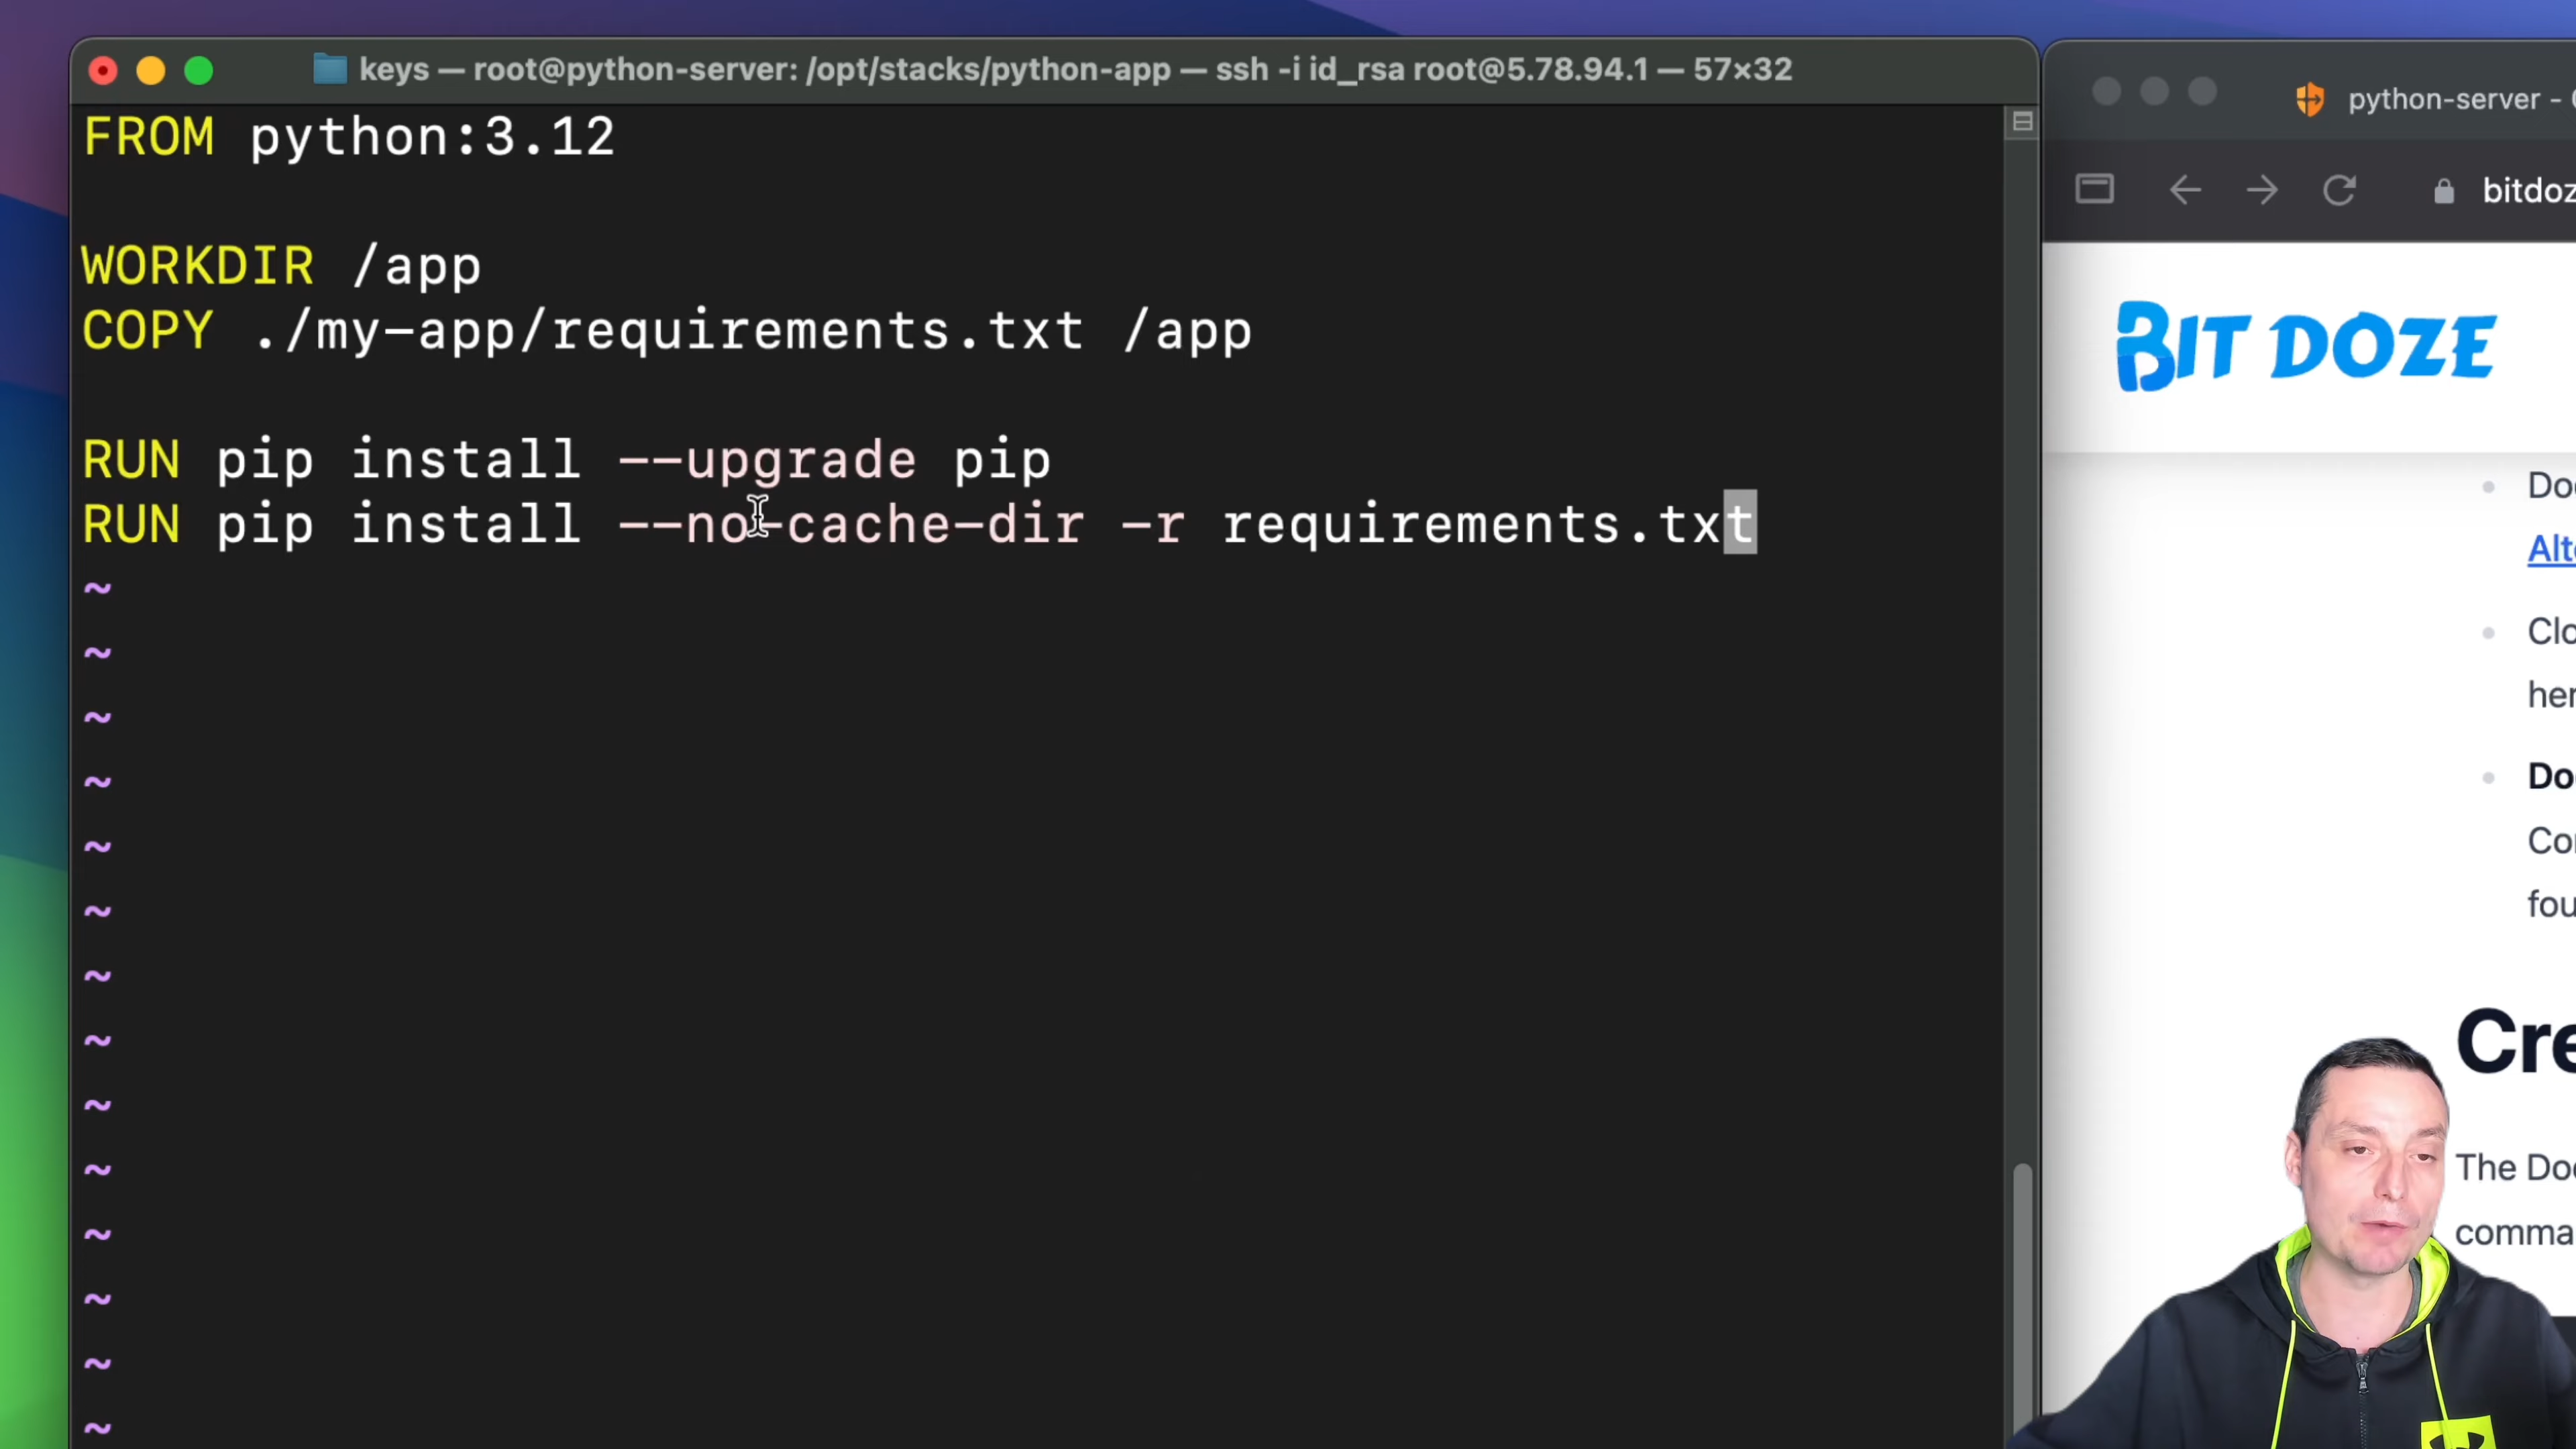 keys — root@python-server: /opt/stacks/python-app — ssh -i id_rsa root@5.78.94.1 — 57×32
FROM python:3.12
WORKDIR /app
COPY ./my-app/requirements.txt /app
RUN pip install --upgrade pip
RUN pip install --no-cache-dir -r requirements.txt
~
~
~
~
~
~
~
~
~
~
~
~
~
~
python-server -
bitdoz
BIT DOZE
Do
Alt
Clo
her
Do
Co
fou
Cre
The Doc
comma